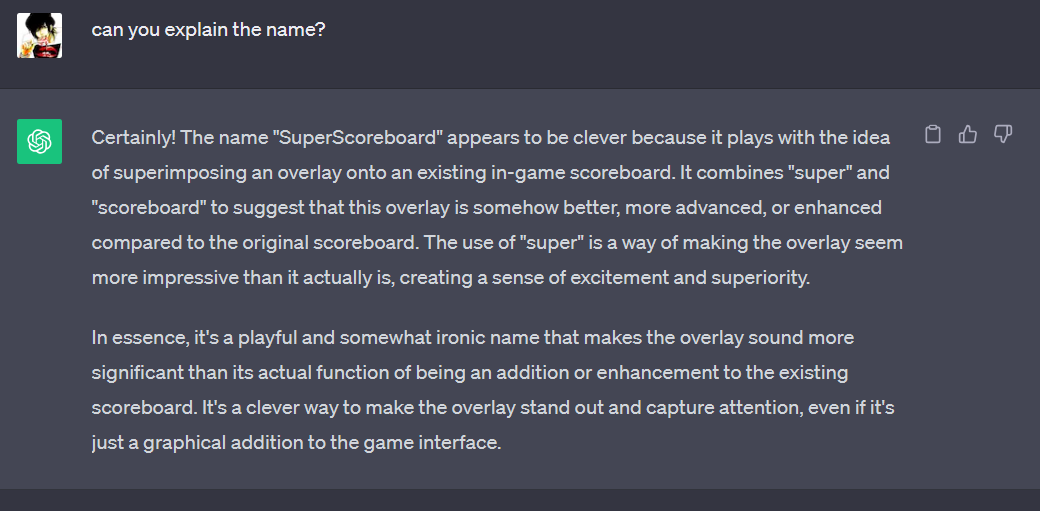 can you explain the name?
Certainly! The name "SuperScoreboard" appears to be clever because it plays with the idea
of superimposing an overlay onto an existing in-game scoreboard. It combines "super" and
"scoreboard" to suggest that this overlay is somehow better, more advanced, or enhanced
compared to the original scoreboard. The use of "super" is a way of making the overlay seem
more impressive than it actually is, creating a sense of excitement and superiority.
In essence, it's a playful and somewhat ironic name that makes the overlay sound more
significant than its actual function of being an addition or enhancement to the existing
scoreboard. It's a clever way to make the overlay stand out and capture attention, even if it's
just a graphical addition to the game interface.